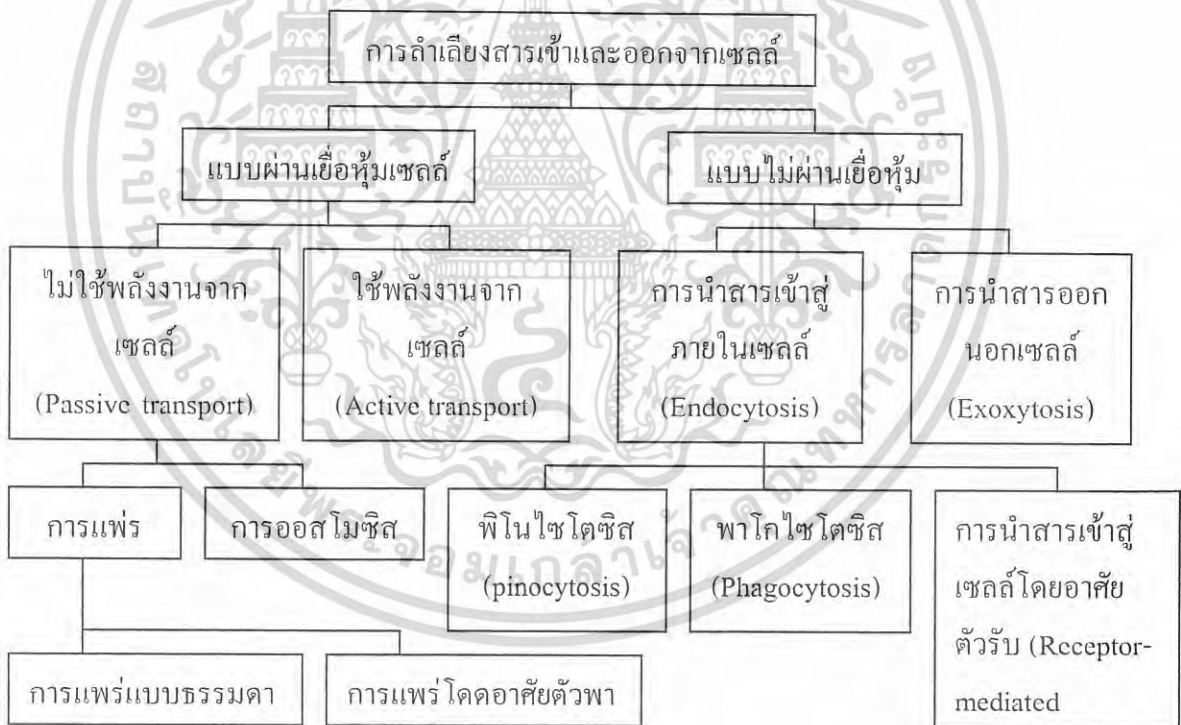 การลำเลียงสารเข้าและออกจากเซลล์
แบบผ่านเยื่อหุ้มเซลล์
แบบไม่ผ่านเยื่อหุ้ม
ไม่ใช้พลังงานจาก
เซลล์
(Passive transport)
ใช้พลังงานจาก
เซลล์
(Active transport)
การนำสารเข้าสู่
ภายในเซลล์
(Endocytosis)
การนำสารออก
นอกเซลล์
(Exoxytosis)
การแพร่
การออสโมซิส
พิโนไซโตซิส
(pinocytosis)
พาโกไซโตซิส
(Phagocytosis)
การนำสารเข้าสู่
เซลล์โดยอาศัย
ตัวรับ (Receptor-
mediated
การแพร่แบบธรรมดา
การแพร่โดดอาศัยตัวพา